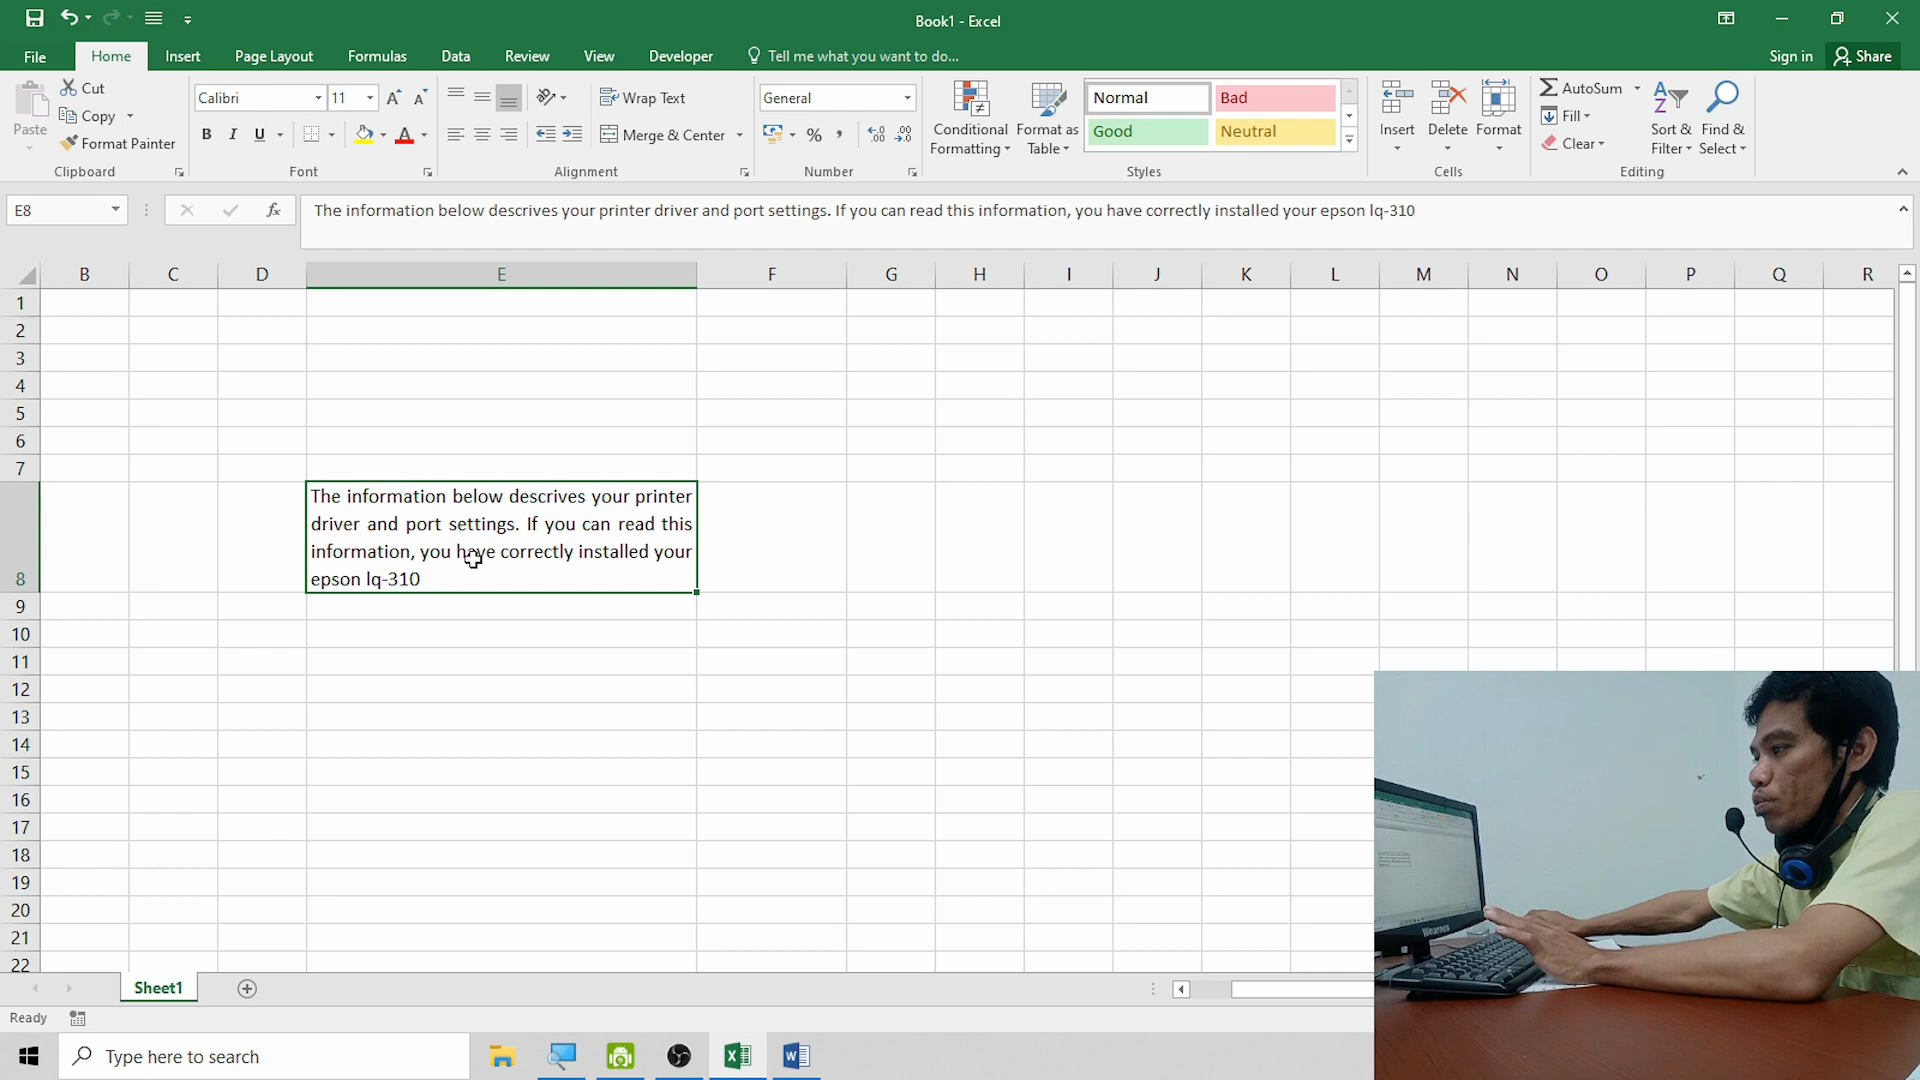 Book1 - Excel
File Home Insert Page Layout Formulas Data Review View Developer Tell me what you want to do... Sign in Share
Paste
Cut
Copy
Format Painter
Clipboard
Calibri 11
B I U
Font
Wrap Text
Merge & Center
Alignment
General
%
Number
Conditional Formatting
Format as Table
Normal Bad
Good Neutral
Styles
Insert Delete Format
Cells
AutoSum
Fill
Clear
Sort & Filter
Find & Select
Editing
E8 fx The information below descrives your printer driver and port settings. If you can read this information, you have correctly installed your epson lq-310
B C D E F G H I J K L M N O P Q R
1
2
3
4
5
6
7
The information below descrives your printer
driver and port settings. If you can read this
information, you have correctly installed your
8 epson lq-310
9
10
11
12
13
14
15
16
17
18
19
20
21
22
Sheet1
Ready
Type here to search
Wearnes